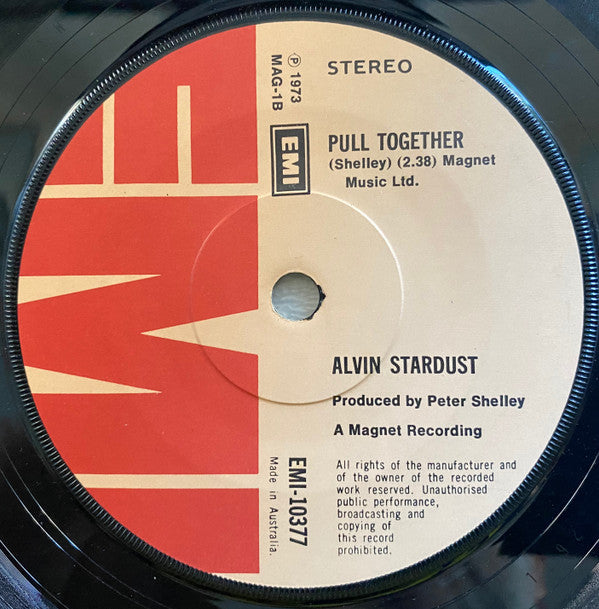 STEREO
℗ 1973
MAG-1B
EMI
PULL TOGETHER
(Shelley) (2.38) Magnet
Music Ltd.
EMI
ALVIN STARDUST
Produced by Peter Shelley
A Magnet Recording
EMI-10377
Made in Australia.
All rights of the manufacturer and
of the owner of the recorded
work reserved. Unauthorised
public performance,
broadcasting and
copying of
this record
prohibited.